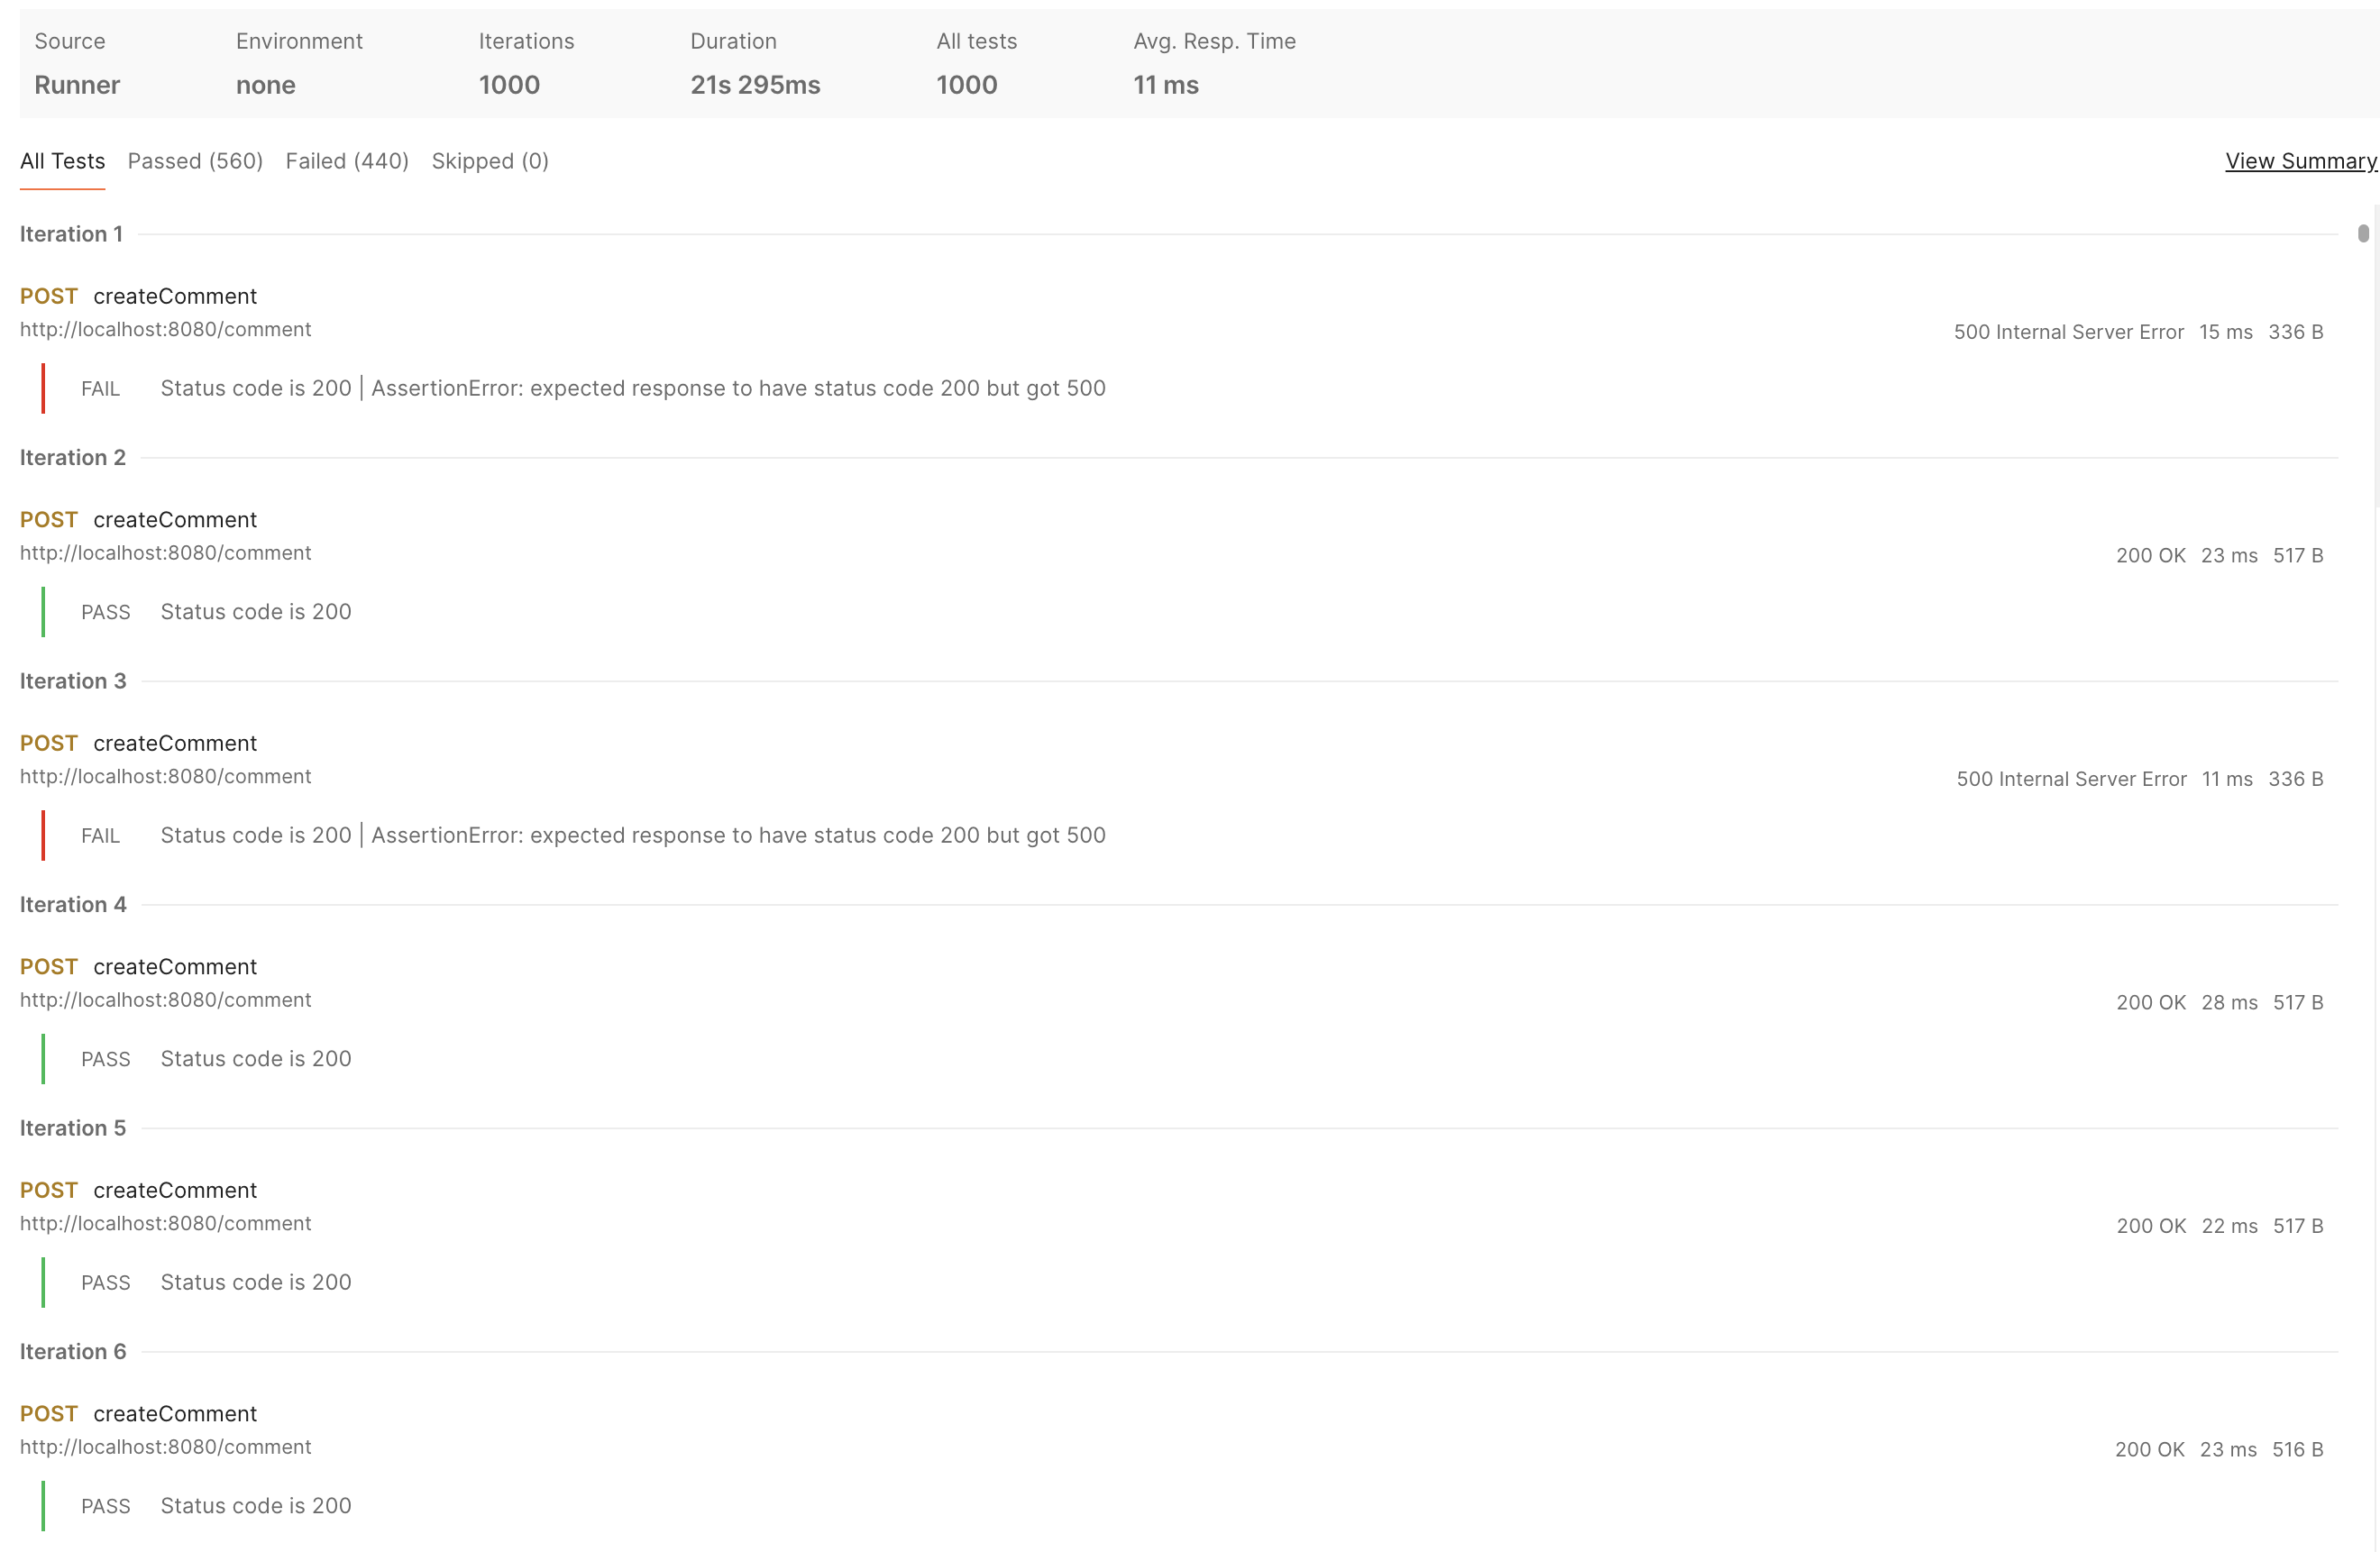 Source Environment Iterations Duration All tests Avg. Resp. Time
Runner none 1000 21s 295ms 1000 11 ms
All Tests Passed (560) Failed (440) Skipped (0) View Summary
Iteration 1
POST createComment
http://localhost:8080/comment 500 Internal Server Error 15 ms 336 B
FAIL Status code is 200 | AssertionError: expected response to have status code 200 but got 500
Iteration 2
POST createComment
http://localhost:8080/comment 200 OK 23 ms 517 B
PASS Status code is 200
Iteration 3
POST createComment
http://localhost:8080/comment 500 Internal Server Error 11 ms 336 B
FAIL Status code is 200 | AssertionError: expected response to have status code 200 but got 500
Iteration 4
POST createComment
http://localhost:8080/comment 200 OK 28 ms 517 B
PASS Status code is 200
Iteration 5
POST createComment
http://localhost:8080/comment 200 OK 22 ms 517 B
PASS Status code is 200
Iteration 6
POST createComment
http://localhost:8080/comment 200 OK 23 ms 516 B
PASS Status code is 200